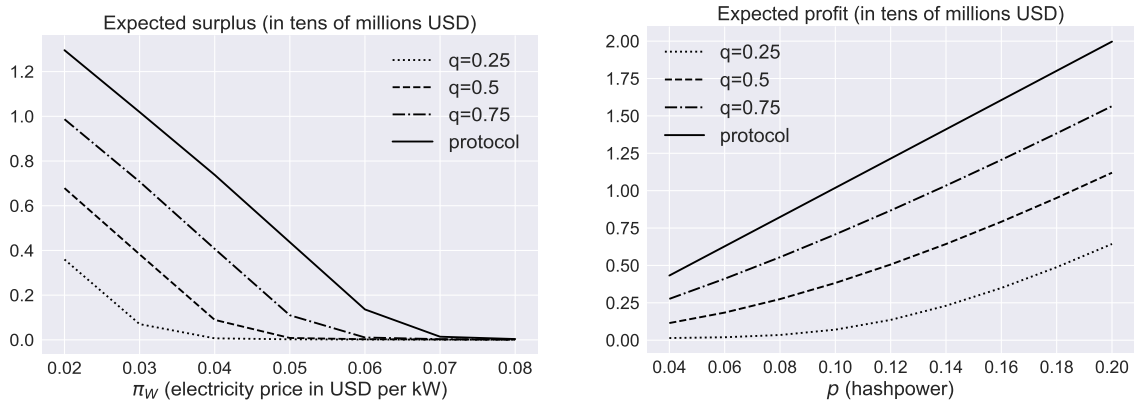 Expected surplus (in tens of millions USD)
1.2
1.0
0.8
0.6
0.4
0.2
0.0
q=0.25
q=0.5
q=0.75
protocol
0.02 0.03 0.04 0.05 0.06 0.07 0.08
π_W (electricity price in USD per kW)
Expected profit (in tens of millions USD)
2.00
1.75
1.50
1.25
1.00
0.75
0.50
0.25
0.00
q=0.25
q=0.5
q=0.75
protocol
0.04 0.06 0.08 0.10 0.12 0.14 0.16 0.18 0.20
p (hashpower)